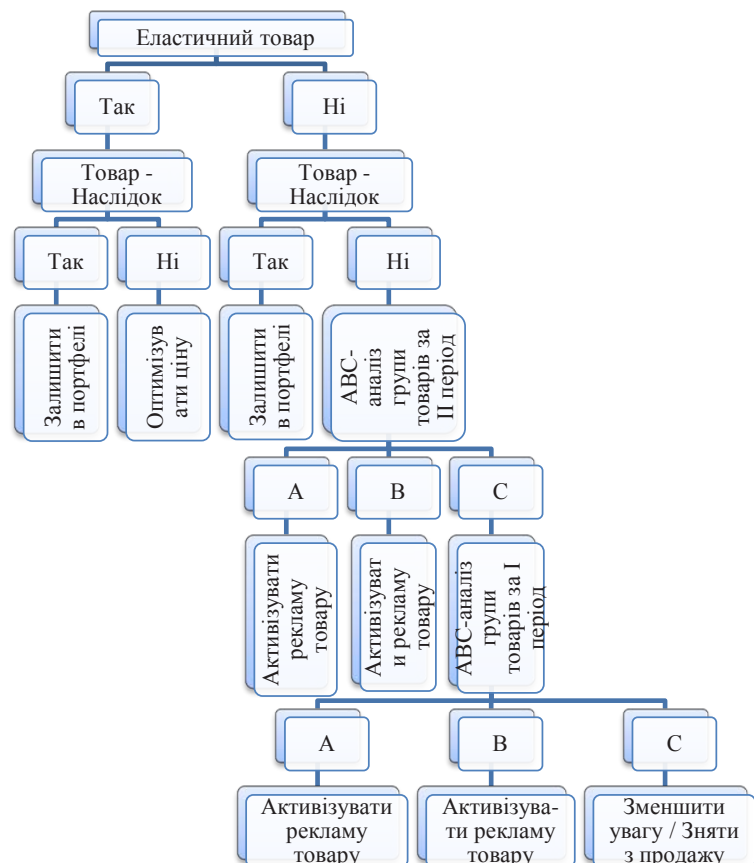 Еластичний товар
Так
Ні
Товар -
Наслідок
Товар -
Наслідок
Так
Ні
Так
Ні
Залишити
в портфелі
Оптимізув
ати ціну
Залишити
в портфелі
АВС-
аналіз
групи
товарів за
ІІ період
А
В
С
Активізувати
рекламу
товару
Активізуват
и рекламу
товару
АВС-аналіз
групи
товарів за І
період
А
В
С
Активізувати
рекламу
товару
Активізува-
ти рекламу
товару
Зменшити
увагу / Зняти
з продажу